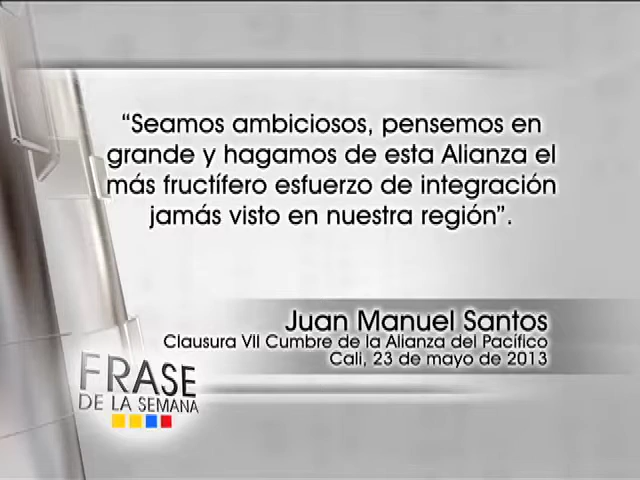 “Seamos ambiciosos, pensemos en
grande y hagamos de esta Alianza el
más fructífero esfuerzo de integración
jamás visto en nuestra región”.
Juan Manuel Santos
Clausura VII Cumbre de la Alianza del Pacífico
Cali, 23 de mayo de 2013
FRASE
DE LA SEMANA